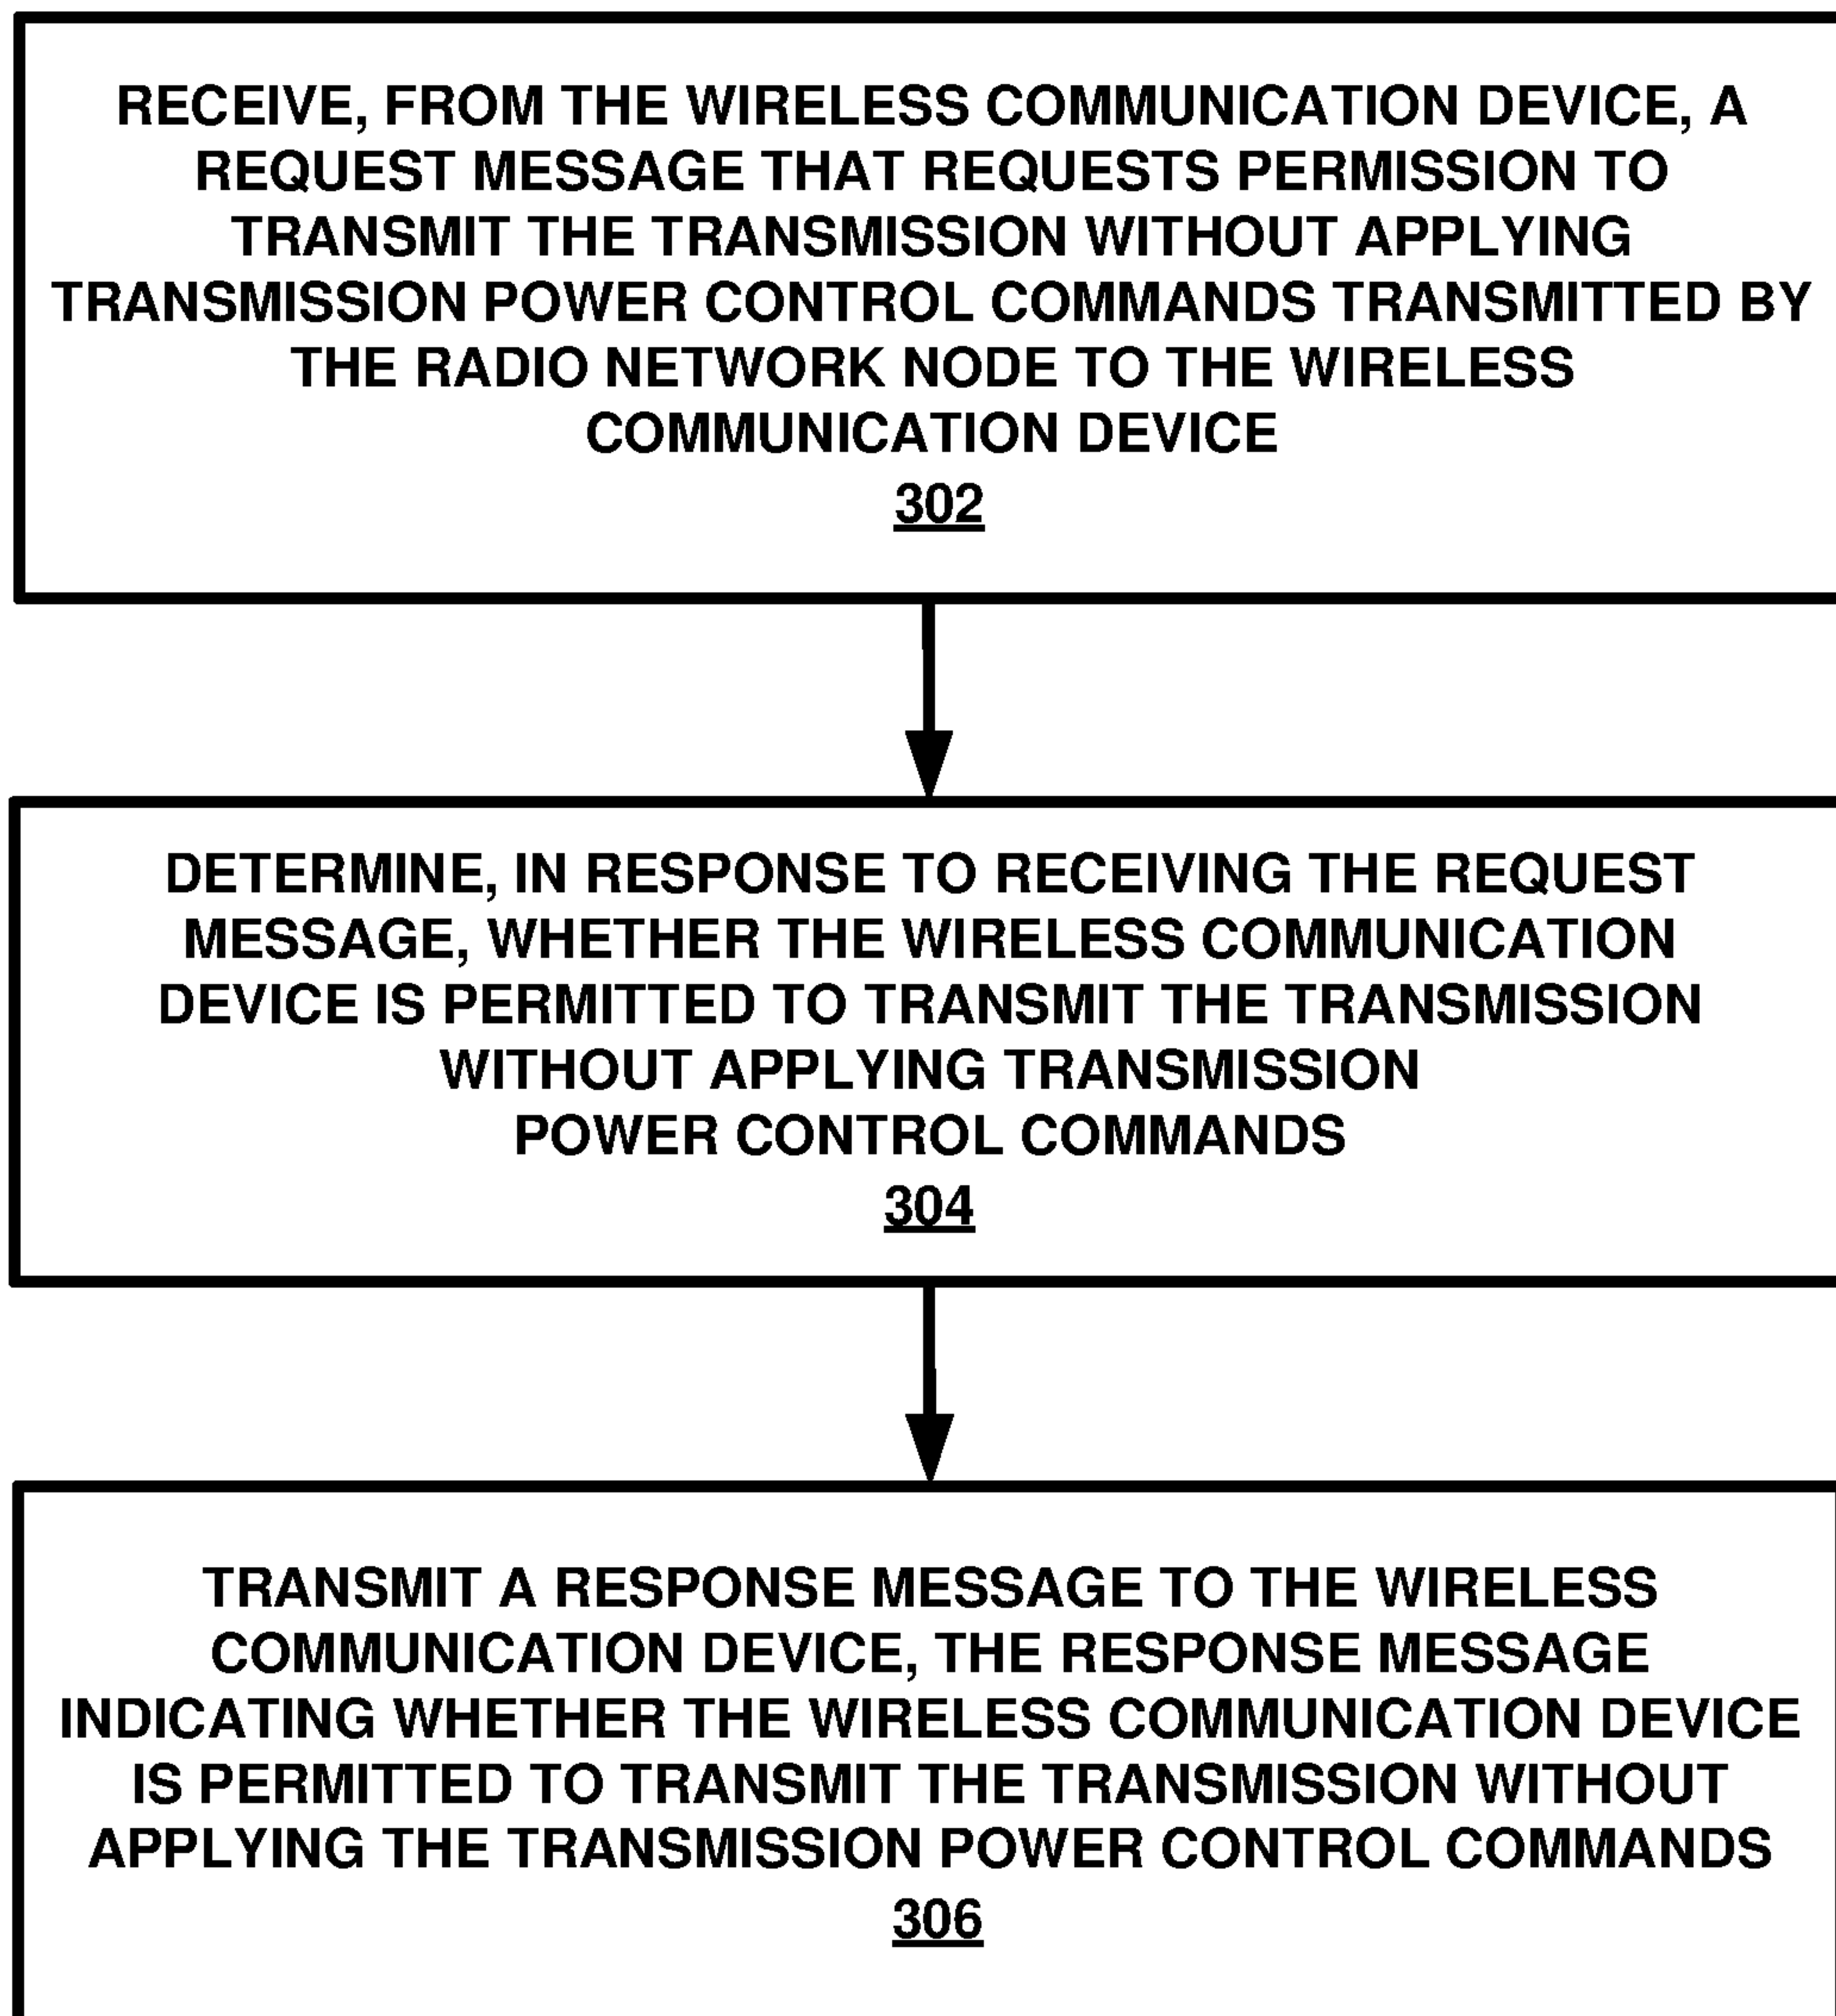 RECEIVE, FROM THE WIRELESS COMMUNICATION DEVICE, A
REQUEST MESSAGE THAT REQUESTS PERMISSION TO
TRANSMIT THE TRANSMISSION WITHOUT APPLYING
TRANSMISSION POWER CONTROL COMMANDS TRANSMITTED BY
THE RADIO NETWORK NODE TO THE WIRELESS
COMMUNICATION DEVICE
302
DETERMINE, IN RESPONSE TO RECEIVING THE REQUEST
MESSAGE, WHETHER THE WIRELESS COMMUNICATION
DEVICE IS PERMITTED TO TRANSMIT THE TRANSMISSION
WITHOUT APPLYING TRANSMISSION
POWER CONTROL COMMANDS
304
TRANSMIT A RESPONSE MESSAGE TO THE WIRELESS
COMMUNICATION DEVICE, THE RESPONSE MESSAGE
INDICATING WHETHER THE WIRELESS COMMUNICATION DEVICE
IS PERMITTED TO TRANSMIT THE TRANSMISSION WITHOUT
APPLYING THE TRANSMISSION POWER CONTROL COMMANDS
306